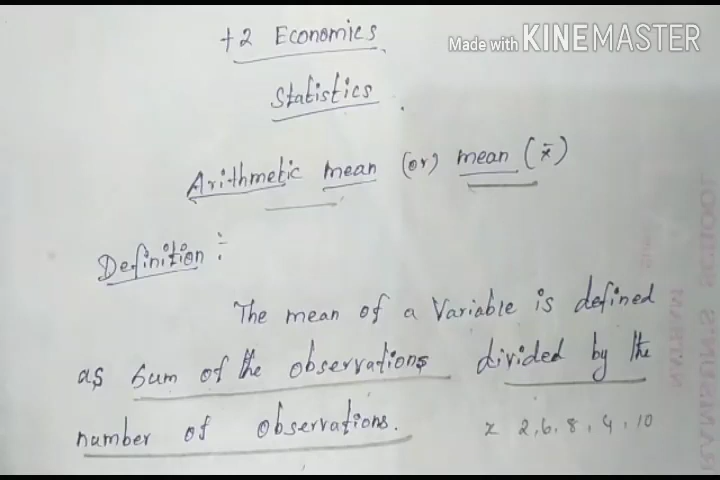 +2 Economics
Made with KINEMASTER
Statistics
Arithmetic mean (or) mean (x̄)
Definition :-
The mean of a Variable is defined
as Sum of the observations divided by the
number of observations.
x 2, 6, 8, 4, 10